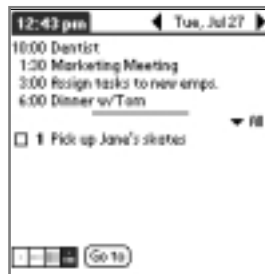 12:43 pm Tue, Jul 27
10:00 Dentist
1:30 Marketing Meeting
3:00 Assign tasks to new emps.
6:00 Dinner w/Tom
All
1 Pick up Jane's skates
Go to